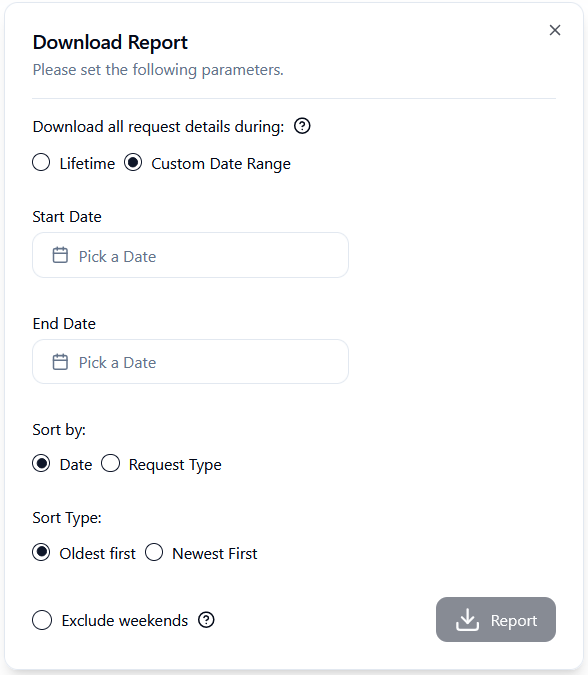 Download Report
Please set the following parameters.
Download all request details during:
Lifetime Custom Date Range
Start Date
Pick a Date
End Date
Pick a Date
Sort by:
Date Request Type
Sort Type:
Oldest first Newest First
Exclude weekends Report